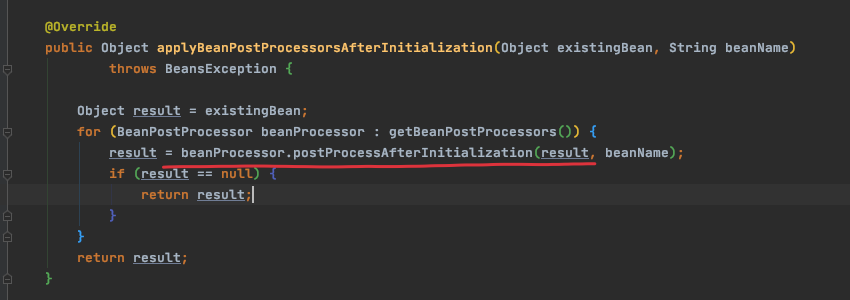 @Override
public Object applyBeanPostProcessorsAfterInitialization(Object existingBean, String beanName)
throws BeansException {
Object result = existingBean;
for (BeanPostProcessor beanProcessor : getBeanPostProcessors()) {
result = beanProcessor.postProcessAfterInitialization(result, beanName);
if (result == null) {
return result;
}
}
return result;
}